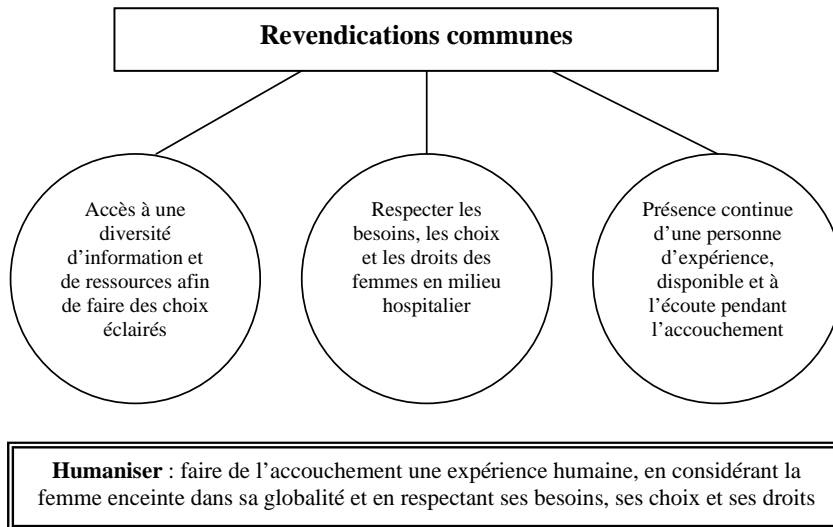 Revendications communes
Accès à une
diversité
d’information et
de ressources afin
de faire des choix
éclairés
Respecter les
besoins, les choix
et les droits des
femmes en milieu
hospitalier
Présence continue
d’une personne
d’expérience,
disponible et à
l’écoute pendant
l’accouchement
Humaniser : faire de l’accouchement une expérience humaine, en considérant la
femme enceinte dans sa globalité et en respectant ses besoins, ses choix et ses droits